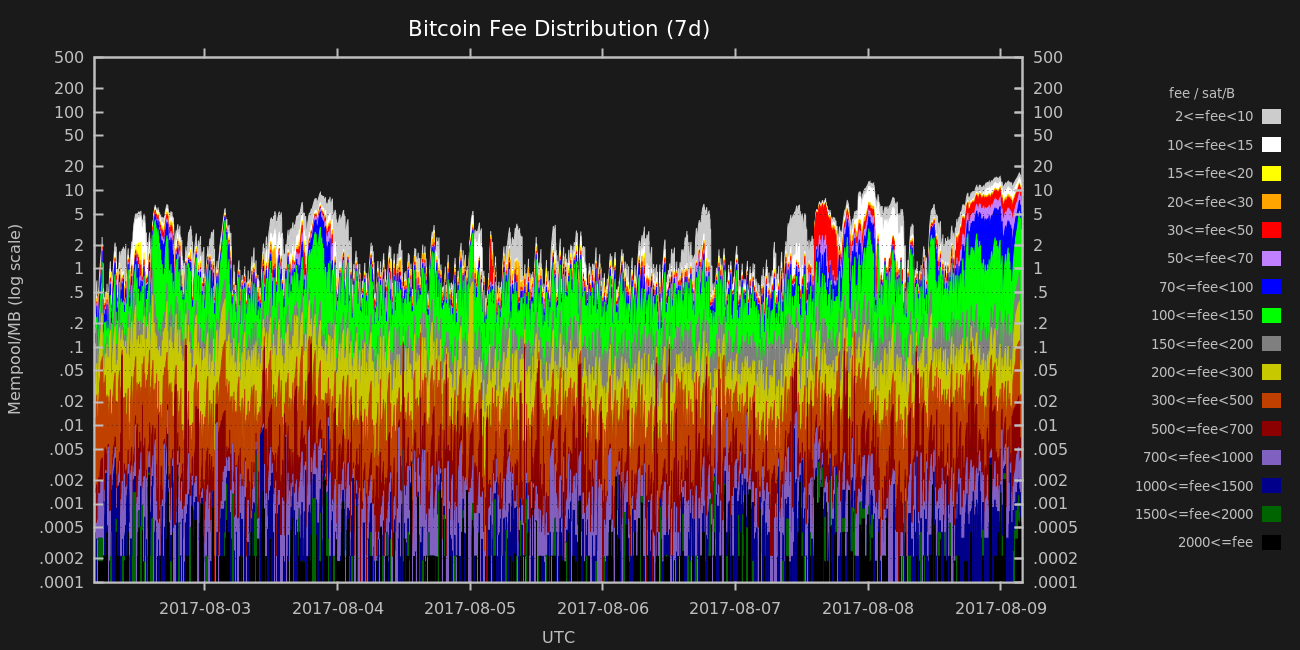 Bitcoin Fee Distribution (7d)
500
200
100
50
20
10
5
2
1
.5
.2
.1
.05
.02
.01
.005
.002
.001
.0005
.0002
.0001
Mempool/MB (log scale)
500
200
100
50
20
10
5
2
1
.5
.2
.1
.05
.02
.01
.005
.002
.001
.0005
.0002
.0001
2017-08-03 2017-08-04 2017-08-05 2017-08-06 2017-08-07 2017-08-08 2017-08-09
UTC
fee / sat/B
2<=fee<10
10<=fee<15
15<=fee<20
20<=fee<30
30<=fee<50
50<=fee<70
70<=fee<100
100<=fee<150
150<=fee<200
200<=fee<300
300<=fee<500
500<=fee<700
700<=fee<1000
1000<=fee<1500
1500<=fee<2000
2000<=fee